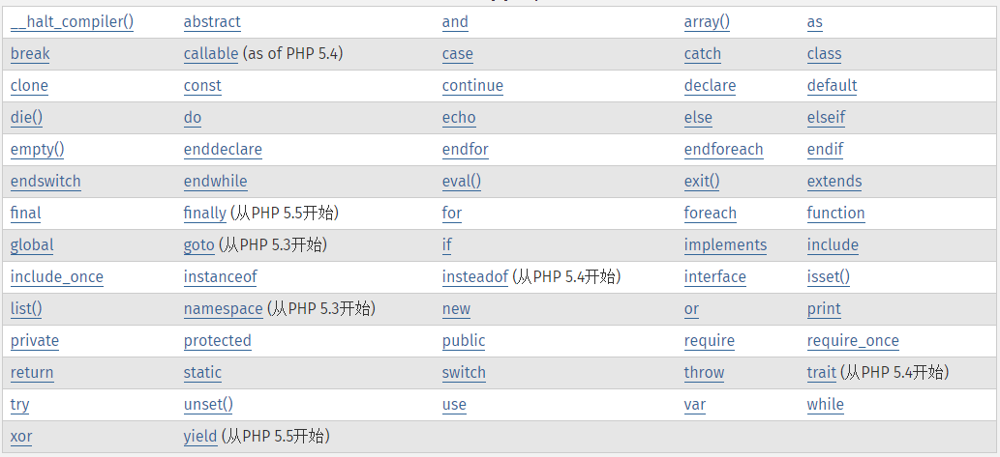 __halt_compiler() abstract and array() as
break callable (as of PHP 5.4) case catch class
clone const continue declare default
die() do echo else elseif
empty() enddeclare endfor endforeach endif
endswitch endwhile eval() exit() extends
final finally (从PHP 5.5开始) for foreach function
global goto (从PHP 5.3开始) if implements include
include_once instanceof insteadof (从PHP 5.4开始) interface isset()
list() namespace (从PHP 5.3开始) new or print
private protected public require require_once
return static switch throw trait (从PHP 5.4开始)
try unset() use var while
xor yield (从PHP 5.5开始)